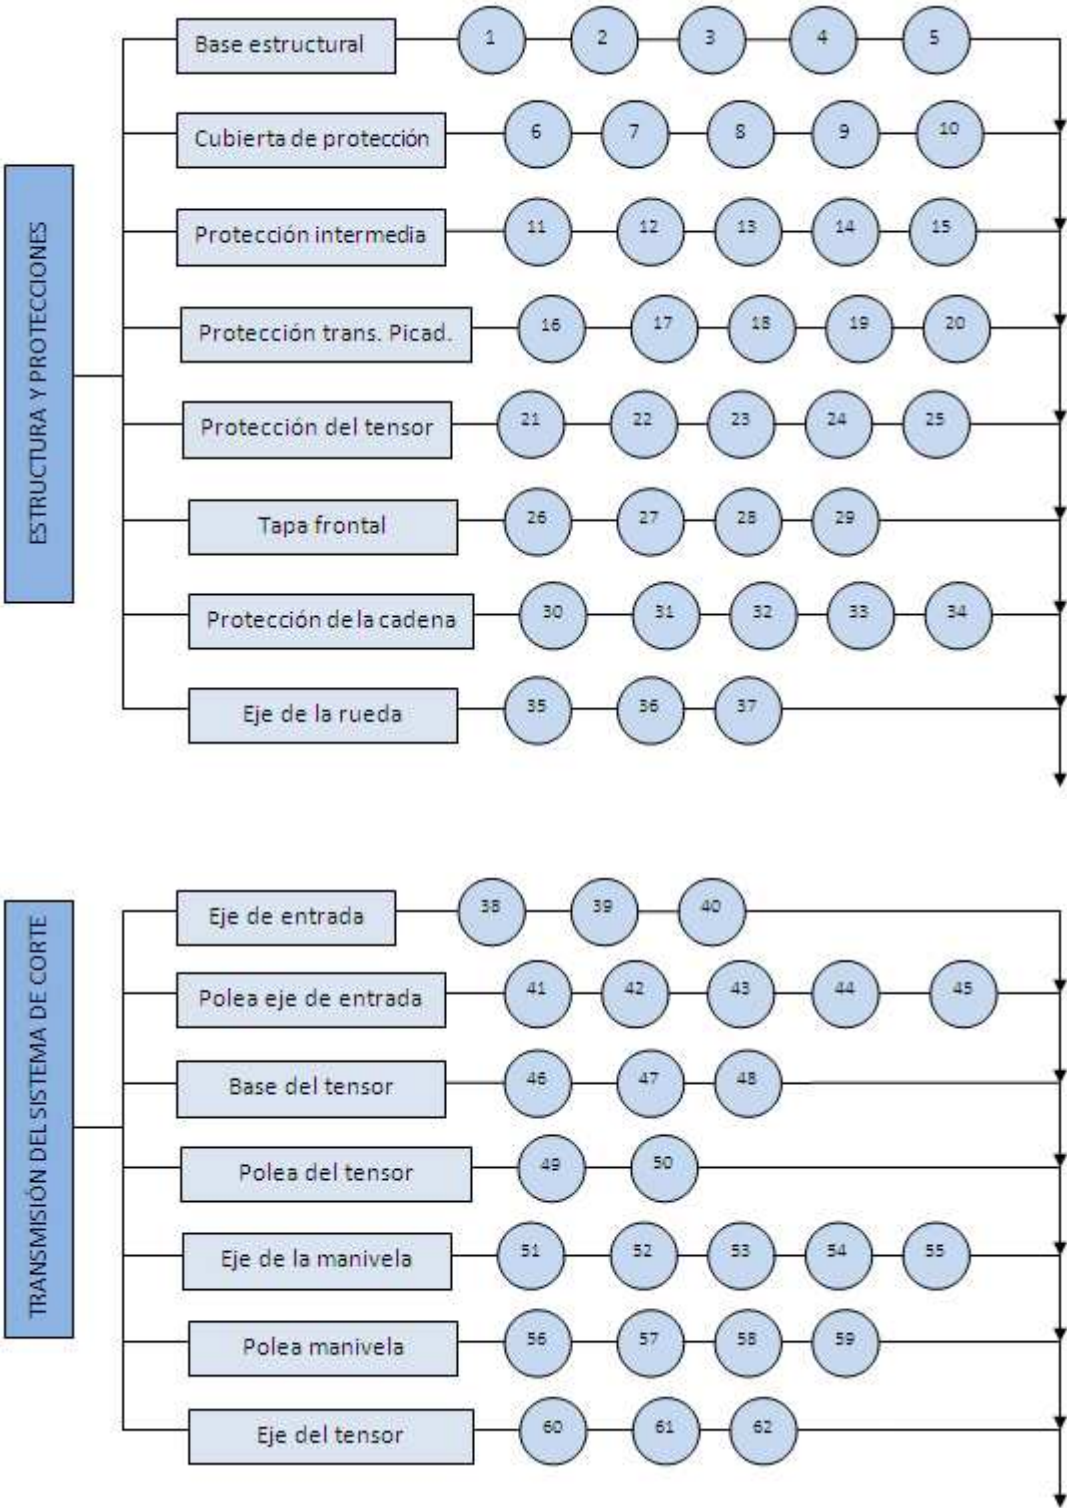 ESTRUCTURA Y PROTECCIONES
Base estructural 1 2 3 4 5
Cubierta de protección 6 7 8 9 10
Protección intermedia 11 12 13 14 15
Protección trans. Picad. 16 17 18 19 20
Protección del tensor 21 22 23 24 25
Tapa frontal 26 27 28 29
Protección de la cadena 30 31 32 33 34
Eje de la rueda 35 36 37
TRANSMISIÓN DEL SISTEMA DE CORTE
Eje de entrada 38 39 40
Polea eje de entrada 41 42 43 44 45
Base del tensor 46 47 48
Polea del tensor 49 50
Eje de la manivela 51 52 53 54 55
Polea manivela 56 57 58 59
Eje del tensor 60 61 62